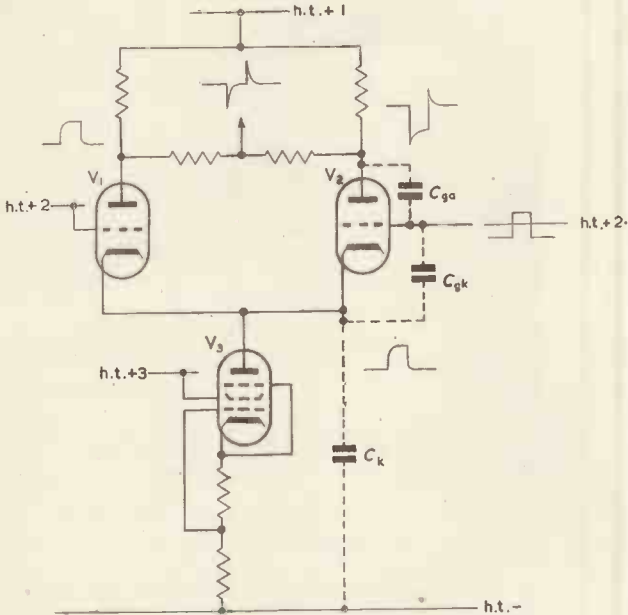 h.t.+1
V₁
V₂
Cga
h.t.+2
h.t.+2
Cgk
V₃
h.t.+3
Ck
h.t.-